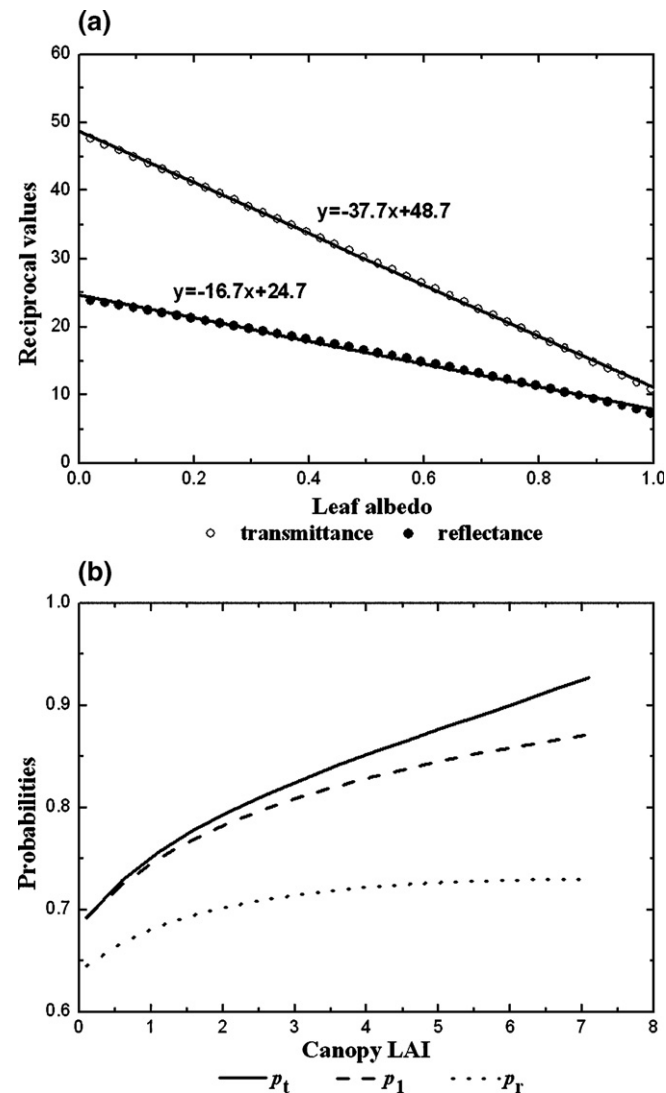 (a)
60
50
40
30
20
10
0
Reciprocal values
y=-37.7x+48.7
y=-16.7x+24.7
0.0 0.2 0.4 0.6 0.8 1.0
Leaf albedo
transmittance reflectance
(b)
1.0
0.9
0.8
0.7
0.6
Probabilities
0 1 2 3 4 5 6 7 8
Canopy LAI
pt p1 pr